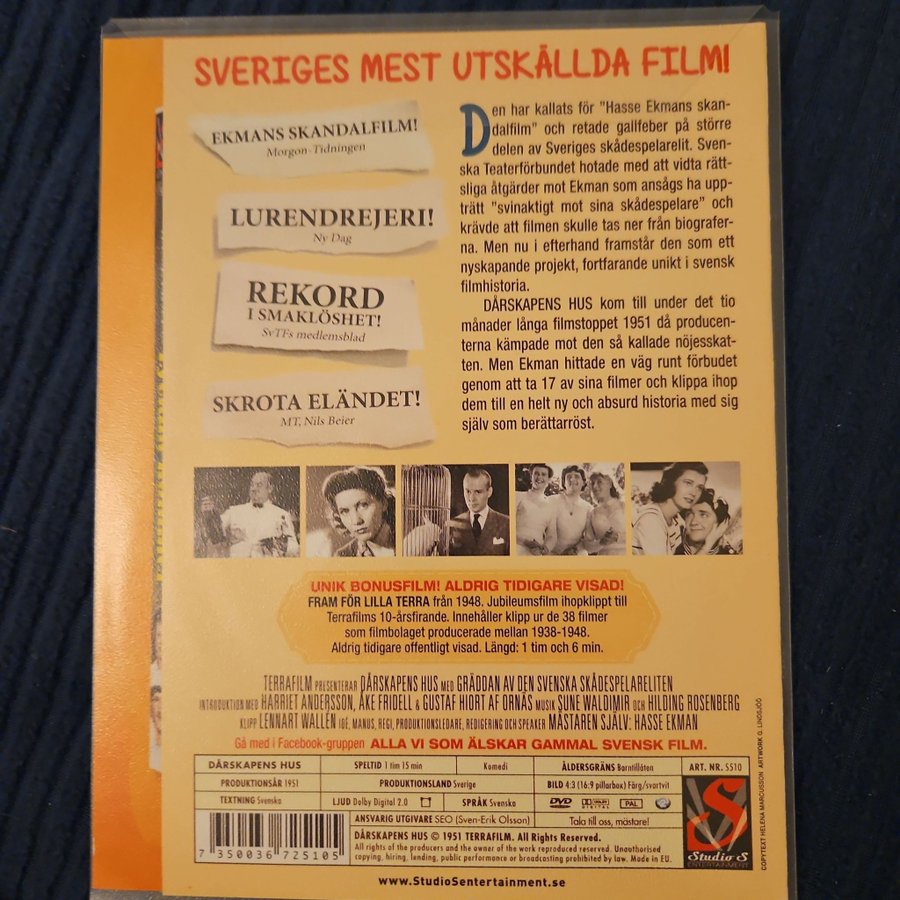 SVERIGES MEST UTSKÄLLDA FILM!
EKMANS SKANDALFILM!
Morgon-Tidningen
LURENDREJERI!
Ny Dag
REKORD
I SMAKLÖSHET!
SvTFs medlemsblad
SKROTA ELÄNDET!
MT, Nils Beier
Den har kallats för "Hasse Ekmans skan-
dalfilm" och retade gallfeber på större
delen av Sveriges skådespelarelit. Sven-
ska Teaterförbundet hotade med att vidta rätt-
sliga åtgärder mot Ekman som ansågs ha upp-
trätt "svinaktigt mot sina skådespelare" och
krävde att filmen skulle tas ner från biografer-
na. Men nu i efterhand framstår den som ett
nyskapande projekt, fortfarande unikt i svensk
filmhistoria.
DÅRSKAPENS HUS kom till under det tio
månader långa filmstoppet 1951 då producen-
terna kämpade mot den så kallade nöjesskat-
ten. Men Ekman hittade en väg runt förbudet
genom att ta 17 av sina filmer och klippa ihop
dem till en helt ny och absurd historia med sig
själv som berättarröst.
UNIK BONUSFILM! ALDRIG TIDIGARE VISAD!
FRAM FÖR LILLA TERRA från 1948. Jubileumsfilm ihopklippt till
Terrafilms 10-årsfirande. Innehåller klipp ur de 38 filmer
som filmbolaget producerade mellan 1938-1948.
Aldrig tidigare offentligt visad. Längd: 1 tim och 6 min.
TERRAFILM PRESENTERAR DÅRSKAPENS HUS MED GRÄDDAN AV DEN SVENSKA SKÅDESPELARELITEN
INTRODUKTION MED HARRIET ANDERSSON, ÅKE FRIDELL & GUSTAF HIORT AF ORNÄS MUSIK SUNE WALDIMIR OCH HILDING ROSENBERG
KLIPP LENNART WALLÉN IDÉ, MANUS, REGI, PRODUKTIONSLEDARE, REDIGERING OCH SPEAKER MÄSTAREN SJÄLV: HASSE EKMAN
Gå med i Facebook-gruppen ALLA VI SOM ÄLSKAR GAMMAL SVENSK FILM.
DÅRSKAPENS HUS SPELTID 1 tim 15 min Komedi ÅLDERSGRÄNS Barntillåten ART. NR. 5510
PRODUKTIONSÅR 1951 PRODUKTIONSLAND Sverige BILD 4:3 (16:9 pillarbox) Färg/svartvit
TEXTNING Svenska LJUD Dolby Digital 2.0 SPRÅK Svenska DVD DOLBY DIGITAL PAL
ANSVARIG UTGIVARE SEO (Sven-Erik Olsson) Tala till oss, mästare!
DÅRSKAPENS HUS © 1951 TERRAFILM. All Rights Reserved.
All rights of the producers and the owner of the work reproduced reserved. Unauthorised
copying, hiring, lending, public performance or broadcasting prohibited by law. Made in EU.
7 350036 725105
S
Studio S
ENTERTAINMENT
www.StudioSentertainment.se
COPYTEXT HELENA MARCUSSON ARTWORK O. LINDSJÖÖ